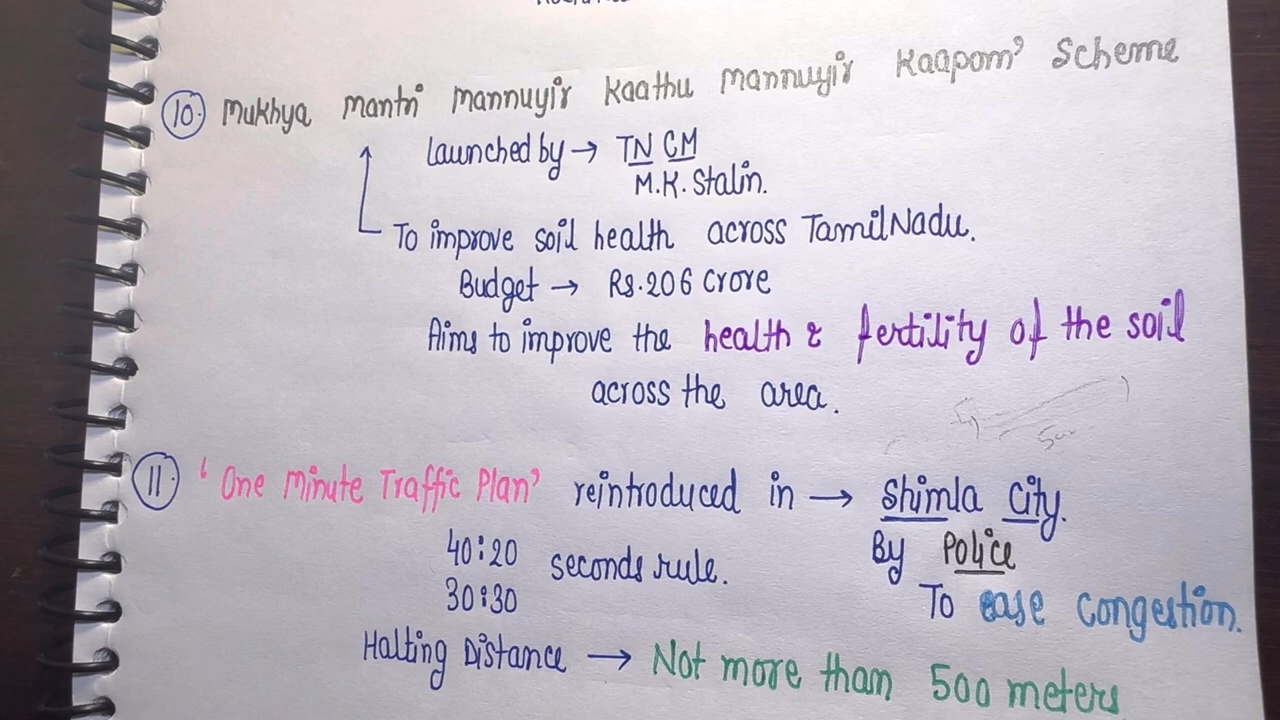 10. Mukhya Mantri Mannuyir Kaathu Mannuyir Kaapom' Scheme
Launched by → TN CM
M.K. Stalin.
To improve soil health across TamilNadu.
Budget → Rs.206 Crore
Aims to improve the health & fertility of the soil
across the area.
11. 'One Minute Traffic Plan' reintroduced in → Shimla City.
By Police
40:20 seconds rule.
30:30
To ease congestion.
Halting Distance → Not more than 500 meters